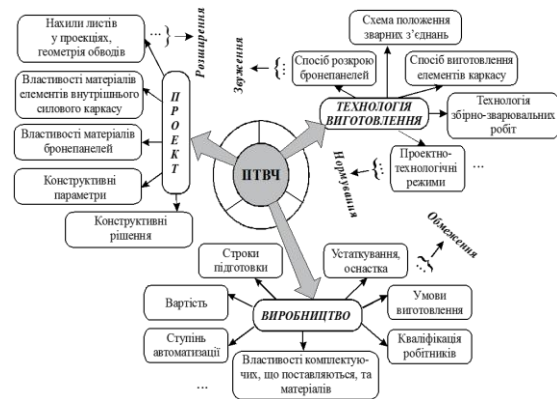 Нахили листів
у проекціях,
геометрія обводів
Властивості матеріалів
елементів внутрішнього
силового каркасу
Властивості матеріалів
бронепанелей
Конструктивні
параметри
Конструктивні
рішення
ПРОЕКТ
...
Розширення
Звуження
Схема положення
зварних з’єднань
Спосіб розкрою
бронепанелей
Спосіб виготовлення
елементів каркасу
ТЕХНОЛОГІЯ
ВИГОТОВЛЕННЯ
Технологія
збірно-зварювальних
робіт
Проектно-
технологічні
режими
...
Нормування
ПТВЧ
Обмеження
Строки
підготовки
Устаткування,
оснастка
Вартість
ВИРОБНИЦТВО
Умови
виготовлення
Ступінь
автоматизації
Властивості комплектую-
чих, що поставляються, та
матеріалів
Кваліфікація
робітників
...